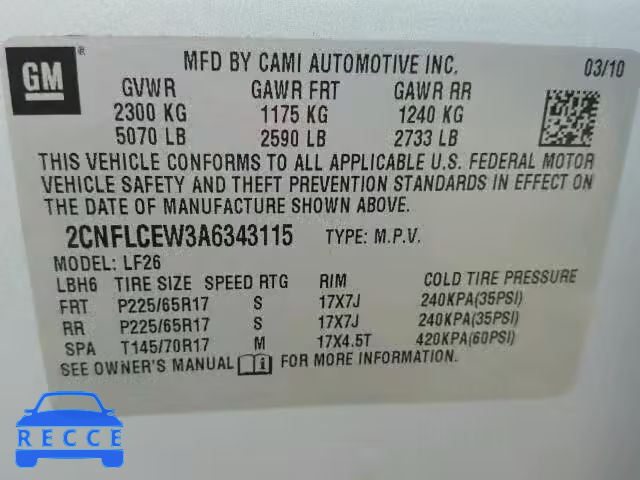 GM ®
MFD BY CAMI AUTOMOTIVE INC. 03/10
GVWR GAWR FRT GAWR RR
2300 KG 1175 KG 1240 KG
5070 LB 2590 LB 2733 LB
THIS VEHICLE CONFORMS TO ALL APPLICABLE U.S. FEDERAL MOTOR
VEHICLE SAFETY AND THEFT PREVENTION STANDARDS IN EFFECT ON
THE DATE OF MANUFACTURE SHOWN ABOVE.
2CNFLCEW3A6343115 TYPE: M.P.V.
MODEL: LF26
LBH6 TIRE SIZE SPEED RTG RIM COLD TIRE PRESSURE
FRT P225/65R17 S 17X7J 240KPA(35PSI)
RR P225/65R17 S 17X7J 240KPA(35PSI)
SPA T145/70R17 M 17X4.5T 420KPA(60PSI)
SEE OWNER'S MANUAL i FOR MORE INFORMATION.
RECCE